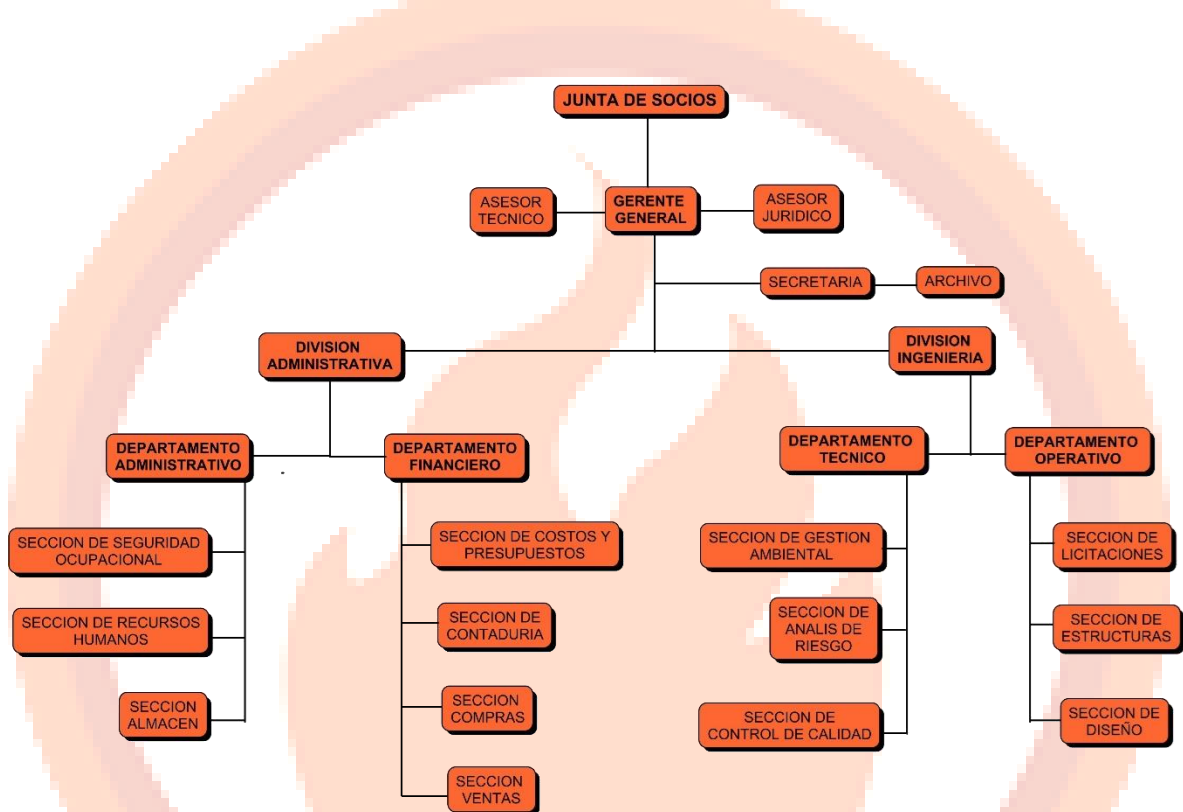 JUNTA DE SOCIOS
ASESOR
TECNICO
GERENTE
GENERAL
ASESOR
JURIDICO
SECRETARIA
ARCHIVO
DIVISION
ADMINISTRATIVA
DIVISION
INGENIERIA
DEPARTAMENTO
ADMINISTRATIVO
DEPARTAMENTO
FINANCIERO
DEPARTAMENTO
TECNICO
DEPARTAMENTO
OPERATIVO
SECCION DE SEGURIDAD
OCUPACIONAL
SECCION DE RECURSOS
HUMANOS
SECCION
ALMACEN
SECCION DE COSTOS Y
PRESUPUESTOS
SECCION DE
CONTADURIA
SECCION
COMPRAS
SECCION
VENTAS
SECCION DE GESTION
AMBIENTAL
SECCION DE
ANALIS DE
RIESGO
SECCION DE
CONTROL DE CALIDAD
SECCION DE
LICITACIONES
SECCION DE
ESTRUCTURAS
SECCION DE
DISEÑO